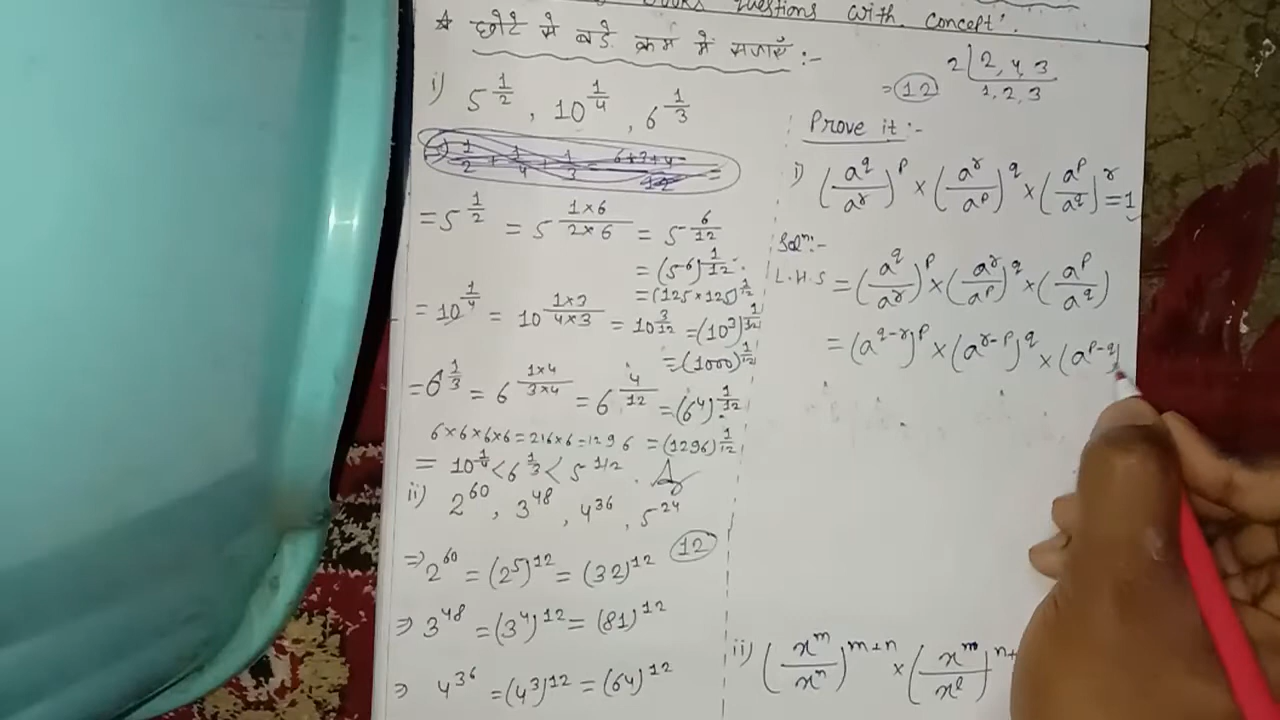 Questions with concept:
☆ छोटे से बड़े क्रम में सजाएँ :-
i) 5^{1/2} , 10^{1/4} , 6^{1/3}
= 5^{1/2} = 5^{1×6/2×6} = 5^{6/12}
= (5^6)^{1/12}
= (125×125)^{1/12}
= 10^{1/4} = 10^{1×3/4×3} = 10^{3/12} = (10^3)^{1/12}
= (1000)^{1/12}
= 6^{1/3} = 6^{1×4/3×4} = 6^{4/12} = (6^4)^{1/12}
6×6×6×6 = 216×6 = 1296 = (1296)^{1/12}
= 10^{1/4} < 6^{1/3} < 5^{1/2} .
ii) 2^{60} , 3^{48} , 4^{36} , 5^{24}
12
⇒ 2^{60} = (2^5)^{12} = (32)^{12}
⇒ 3^{48} = (3^4)^{12} = (81)^{12}
⇒ 4^{36} = (4^3)^{12} = (64)^{12}
2 | 2, 4, 3
= 12 1, 2, 3
Prove it :-
i) (a^q/a^r)^p × (a^r/a^p)^q × (a^p/a^q)^r = 1
Sol^n :-
L.H.S = (a^q/a^r)^p × (a^r/a^p)^q × (a^p/a^q)
= (a^{q-r})^p × (a^{r-p})^q × (a^{p-q})
ii) (x^m/x^n)^{m+n} × (x^m/x^l)^{n+